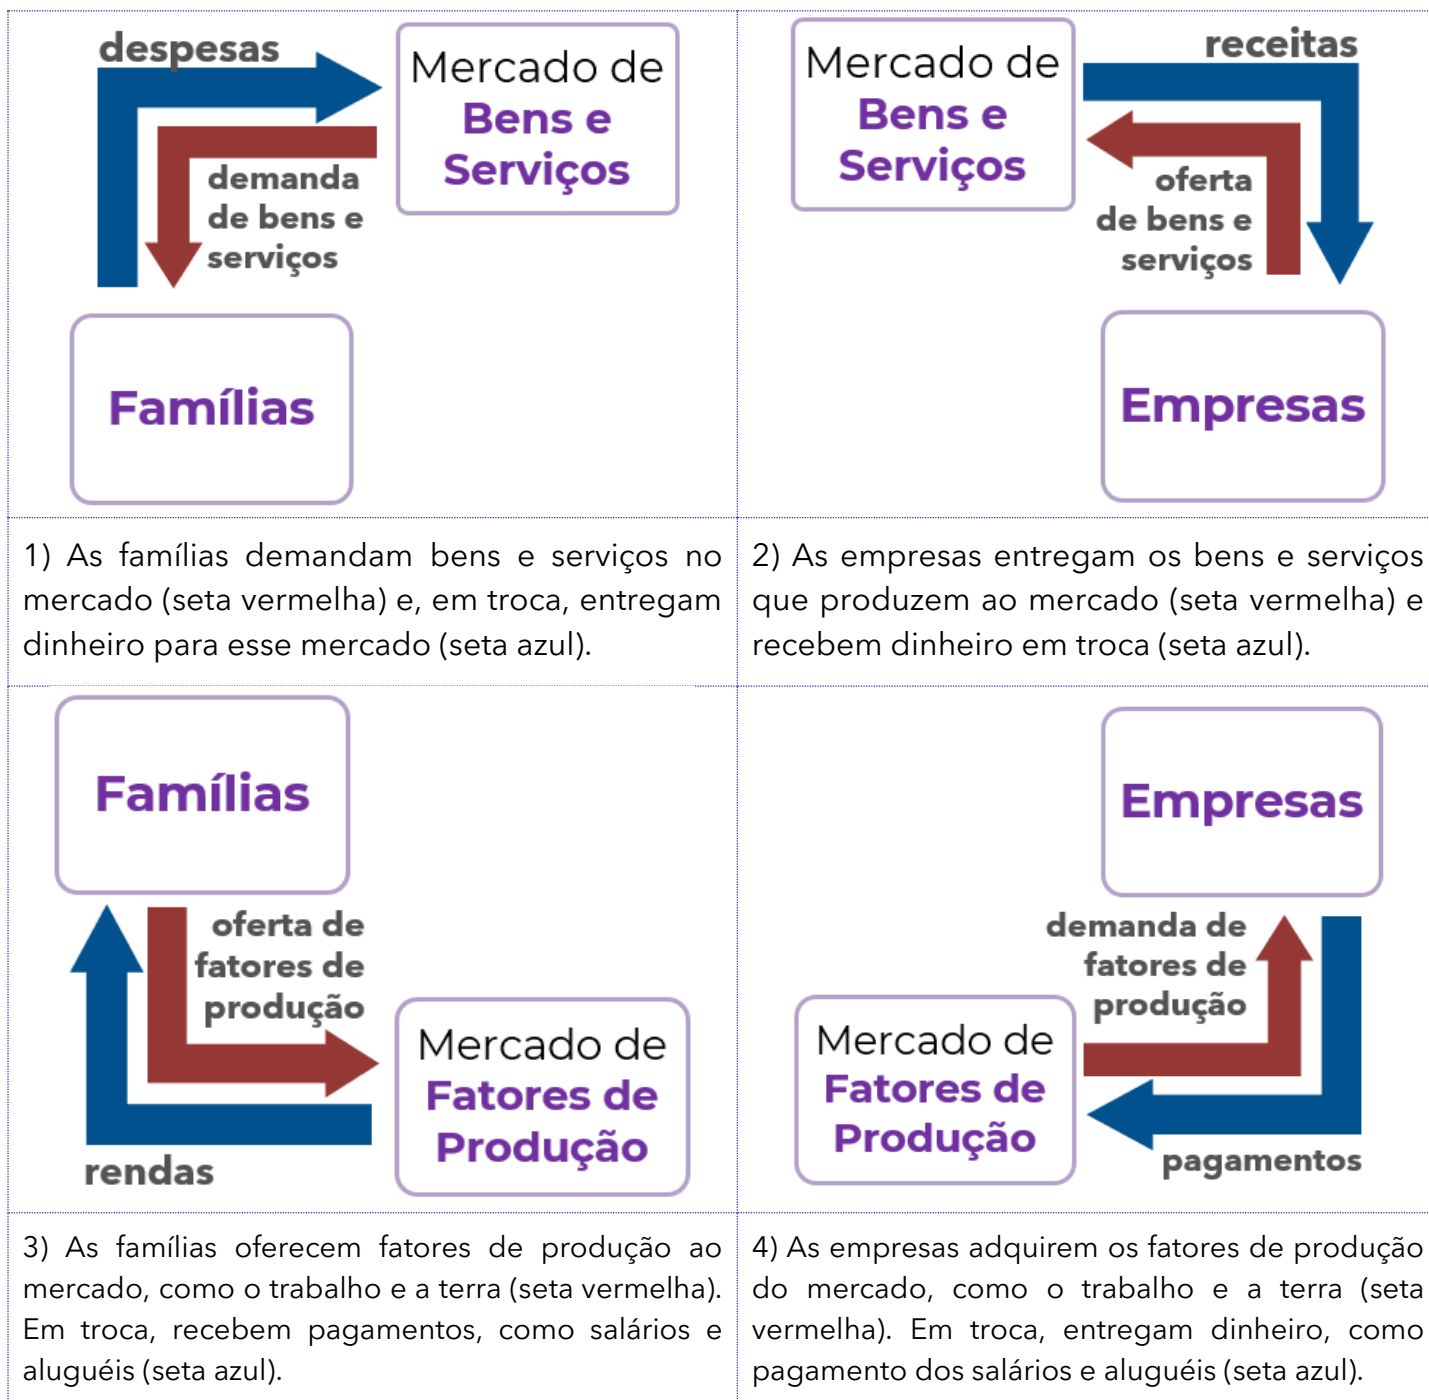 despesas
Mercado de
Bens e
Serviços
demanda
de bens e
serviços
Famílias
Mercado de
Bens e
Serviços
receitas
oferta
de bens e
serviços
Empresas
1) As famílias demandam bens e serviços no
mercado (seta vermelha) e, em troca, entregam
dinheiro para esse mercado (seta azul).
2) As empresas entregam os bens e serviços
que produzem ao mercado (seta vermelha) e
recebem dinheiro em troca (seta azul).
Famílias
oferta de
fatores de
produção
Mercado de
Fatores de
Produção
rendas
Empresas
demanda de
fatores de
produção
Mercado de
Fatores de
Produção
pagamentos
3) As famílias oferecem fatores de produção ao
mercado, como o trabalho e a terra (seta vermelha).
Em troca, recebem pagamentos, como salários e
aluguéis (seta azul).
4) As empresas adquirem os fatores de produção
do mercado, como o trabalho e a terra (seta
vermelha). Em troca, entregam dinheiro, como
pagamento dos salários e aluguéis (seta azul).